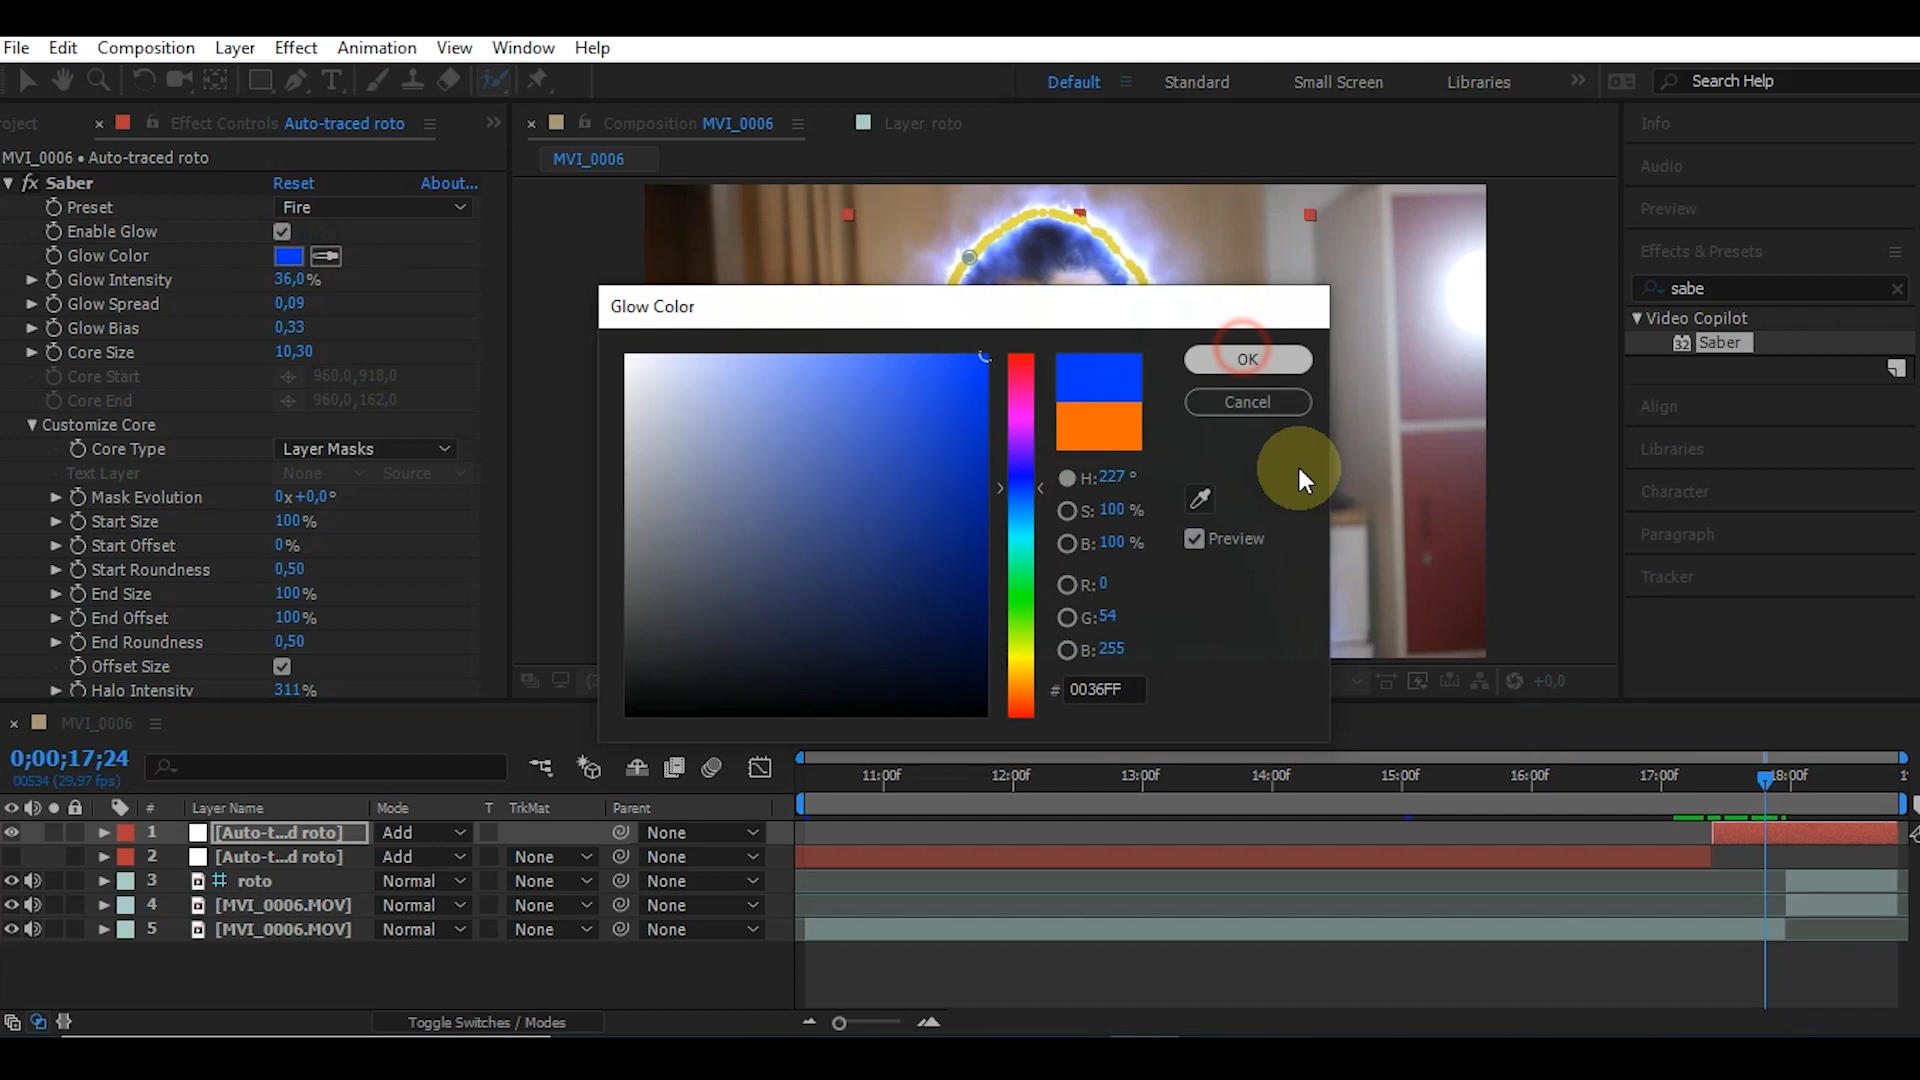 File Edit Composition Layer Effect Animation View Window Help
Default Standard Small Screen Libraries Search Help
roject Effect Controls Auto-traced roto
Composition MVI_0006 Layer roto
MVI_0006
MVI_0006 • Auto-traced roto
fx Saber Reset About...
Preset Fire
Enable Glow
Glow Color
Glow Intensity 36,0 %
Glow Spread 0,09
Glow Bias 0,33
Core Size 10,30
Core Start 960,0,918,0
Core End 960,0,162,0
Customize Core
Core Type Layer Masks
Text Layer None Source
Mask Evolution 0x+0,0°
Start Size 100%
Start Offset 0%
Start Roundness 0,50
End Size 100%
End Offset 100%
End Roundness 0,50
Offset Size
Halo Intensity 311%
Glow Color
OK
Cancel
H: 227 °
S: 100 %
B: 100 %
Preview
R: 0
G: 54
B: 255
# 0036FF
+0,0
Info
Audio
Preview
Effects & Presets
sabe
Video Copilot
32 Saber
Align
Libraries
Character
Paragraph
Tracker
MVI_0006
0;00;17;24
00534 (29.97 fps)
11:00f 12:00f 13:00f 14:00f 15:00f 16:00f 17:00f 18:00f
# Layer Name Mode T TrkMat Parent
1 [Auto-t...d roto] Add None
2 [Auto-t...d roto] Add None None
3 roto Normal None None
4 [MVI_0006.MOV] Normal None None
5 [MVI_0006.MOV] Normal None None
Toggle Switches / Modes